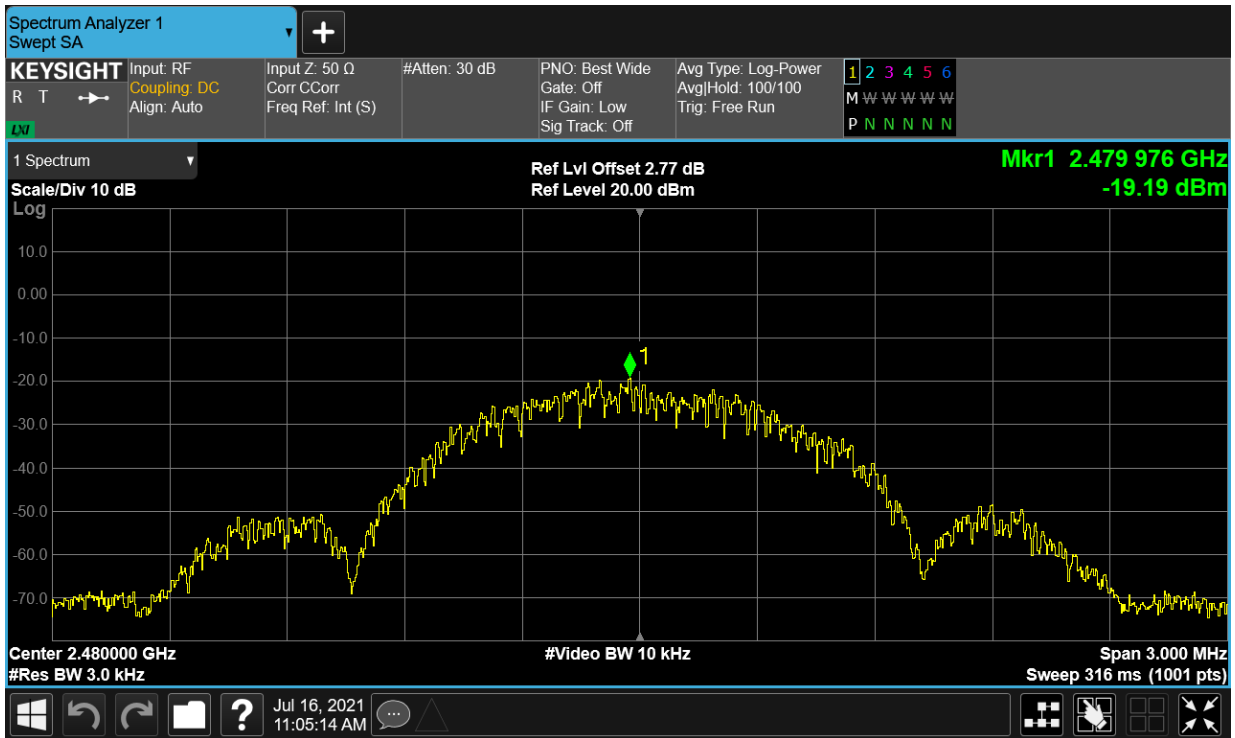 Spectrum Analyzer 1
Swept SA
+
KEYSIGHT
R T
LXI
Input: RF
Coupling: DC
Align: Auto
Input Z: 50 Ω
Corr CCorr
Freq Ref: Int (S)
#Atten: 30 dB
PNO: Best Wide
Gate: Off
IF Gain: Low
Sig Track: Off
Avg Type: Log-Power
Avg|Hold: 100/100
Trig: Free Run
1 2 3 4 5 6
M W W W W W
P N N N N N
1 Spectrum
Scale/Div 10 dB
Log
Ref Lvl Offset 2.77 dB
Ref Level 20.00 dBm
Mkr1 2.479 976 GHz
-19.19 dBm
10.0
0.00
-10.0
1
-20.0
-30.0
-40.0
-50.0
-60.0
-70.0
Center 2.480000 GHz
#Res BW 3.0 kHz
#Video BW 10 kHz
Span 3.000 MHz
Sweep 316 ms (1001 pts)
?
Jul 16, 2021
11:05:14 AM